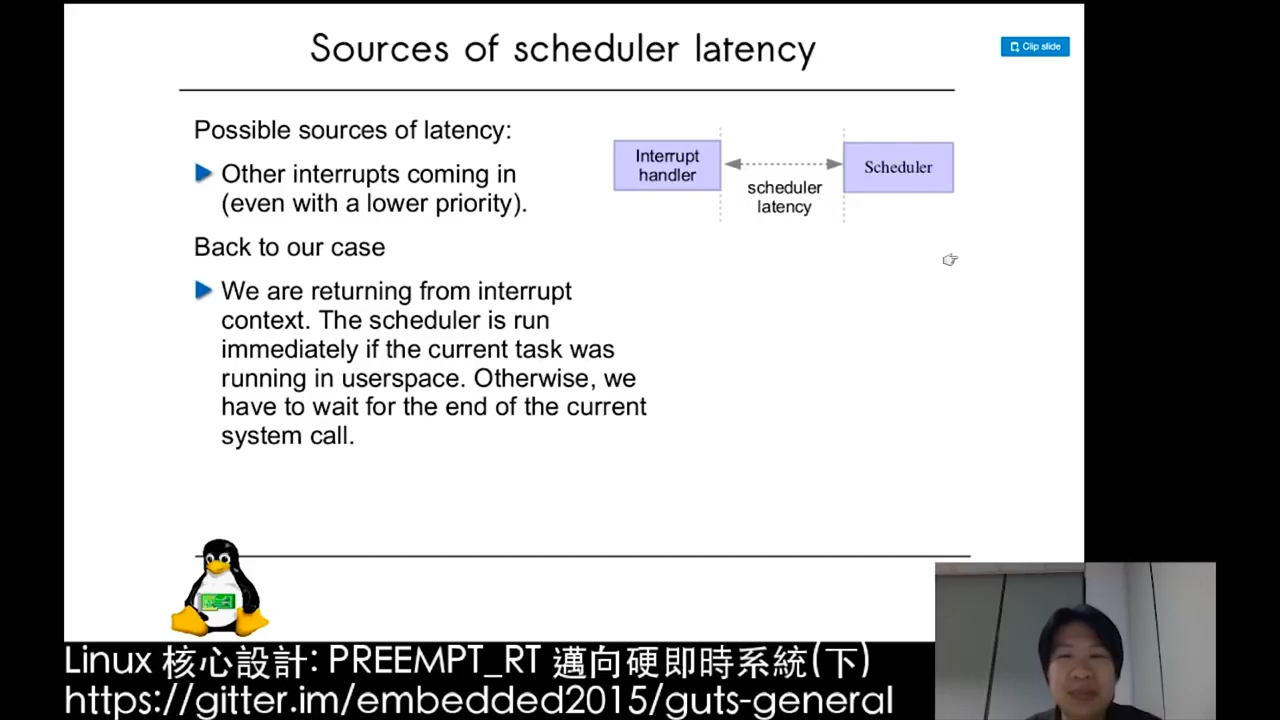 Sources of scheduler latency
Clip slide
Possible sources of latency:
Other interrupts coming in
(even with a lower priority).
Interrupt
handler
scheduler
latency
Scheduler
Back to our case
We are returning from interrupt
context. The scheduler is run
immediately if the current task was
running in userspace. Otherwise, we
have to wait for the end of the current
system call.
Linux 核心設計: PREEMPT_RT 邁向硬即時系統(下)
https://gitter.im/embedded2015/guts-general